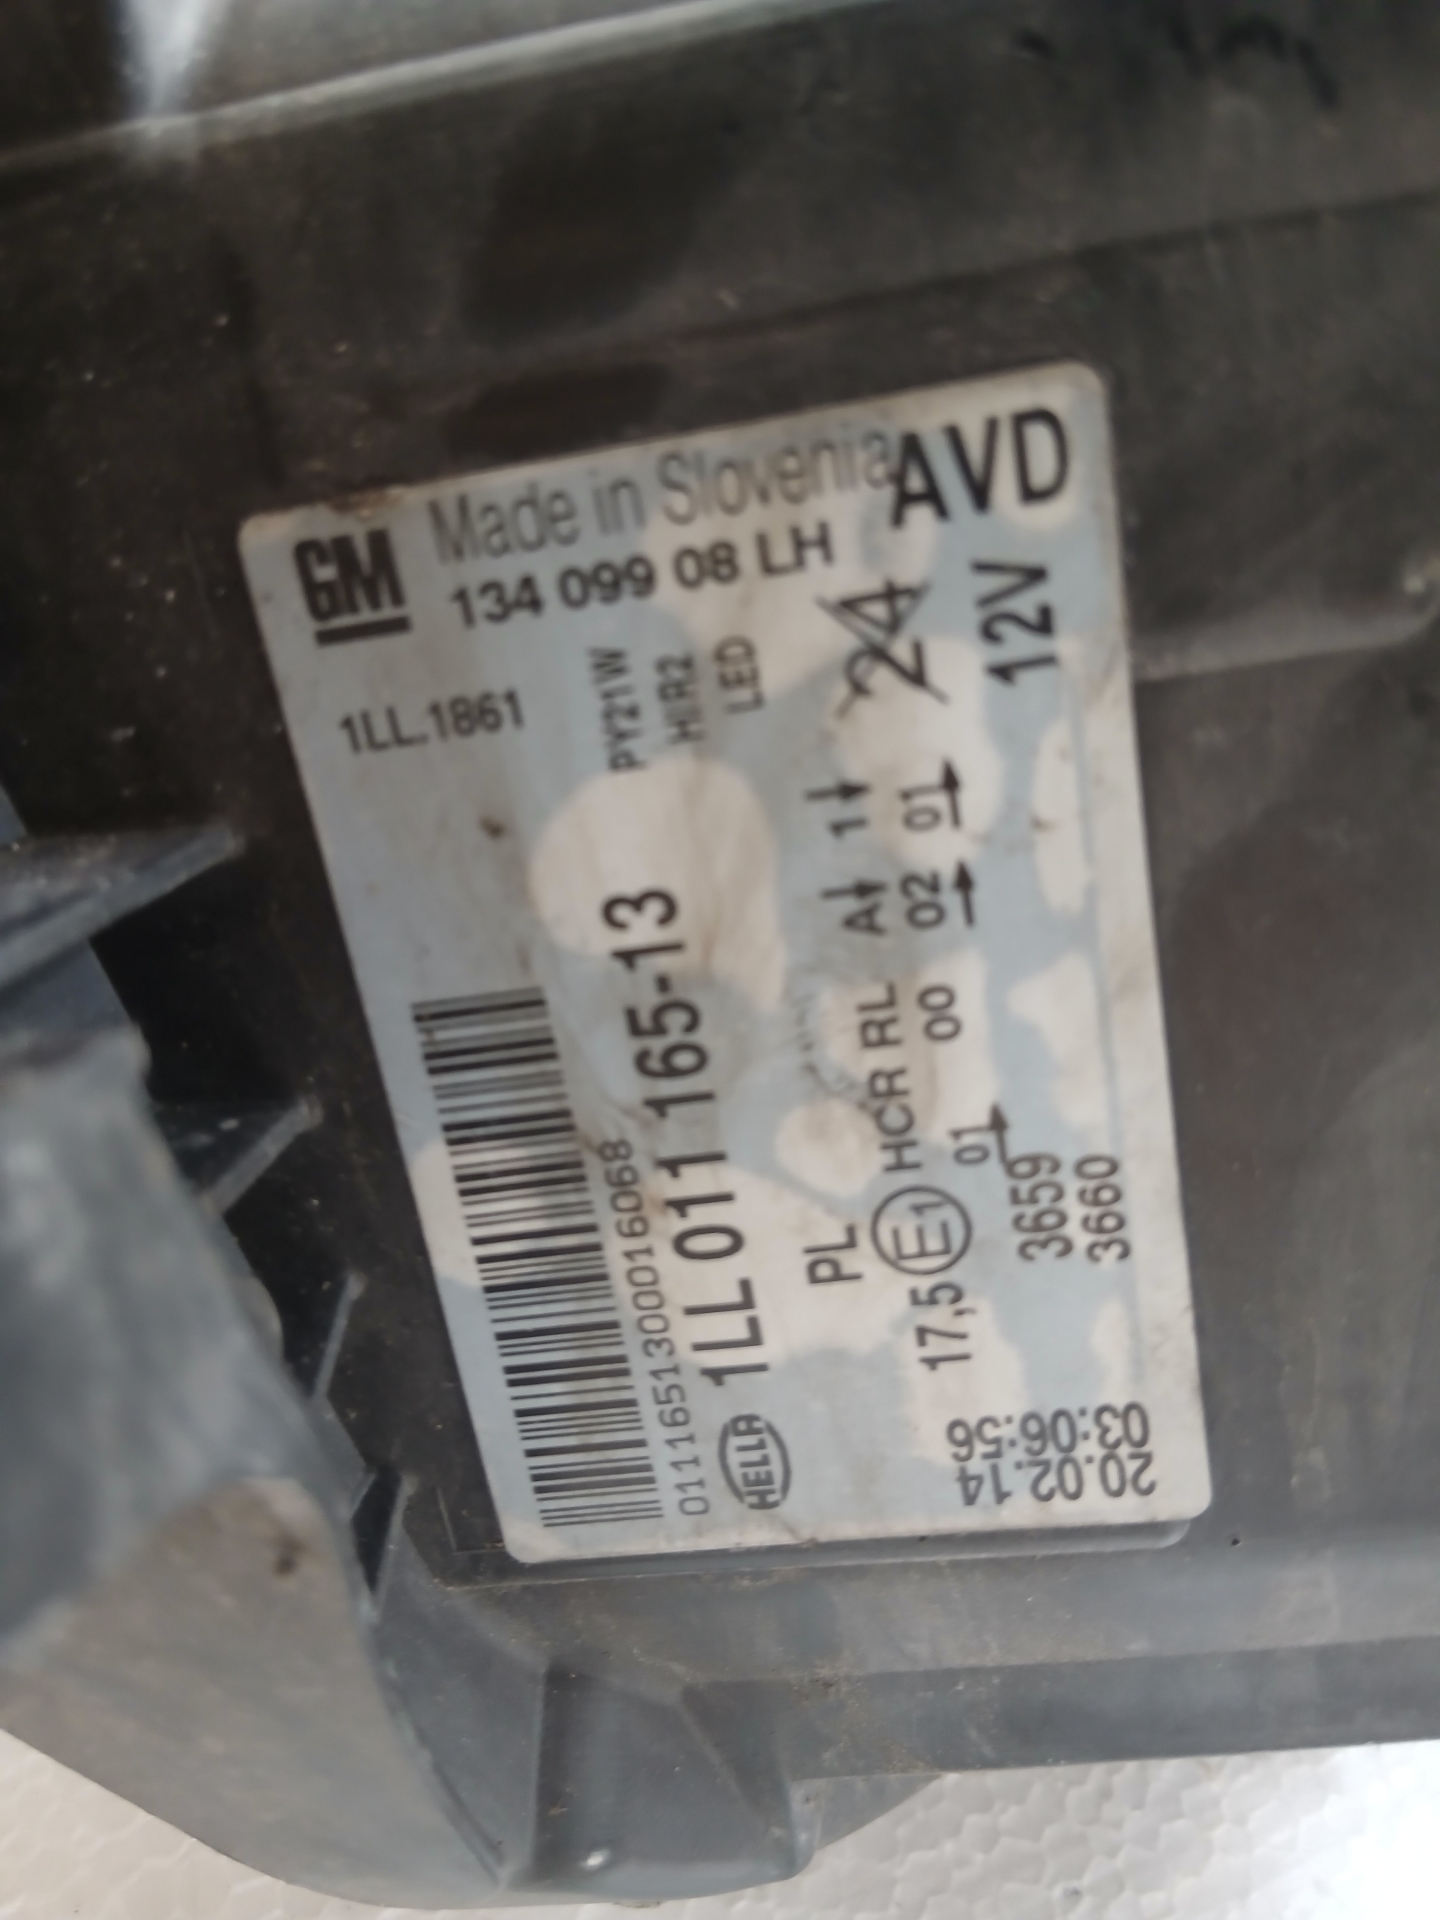 GM Made in Slovenia AVD
134 099 08 LH
1LL.1861
PY21W
HIR2
LED
24
12V
0111651300016068
HELLA 1LL 011 165-13
PL
A 1
17,5 E1 HCR RL
01 00 02 01
3659
3660
20.02.14
03:06:56